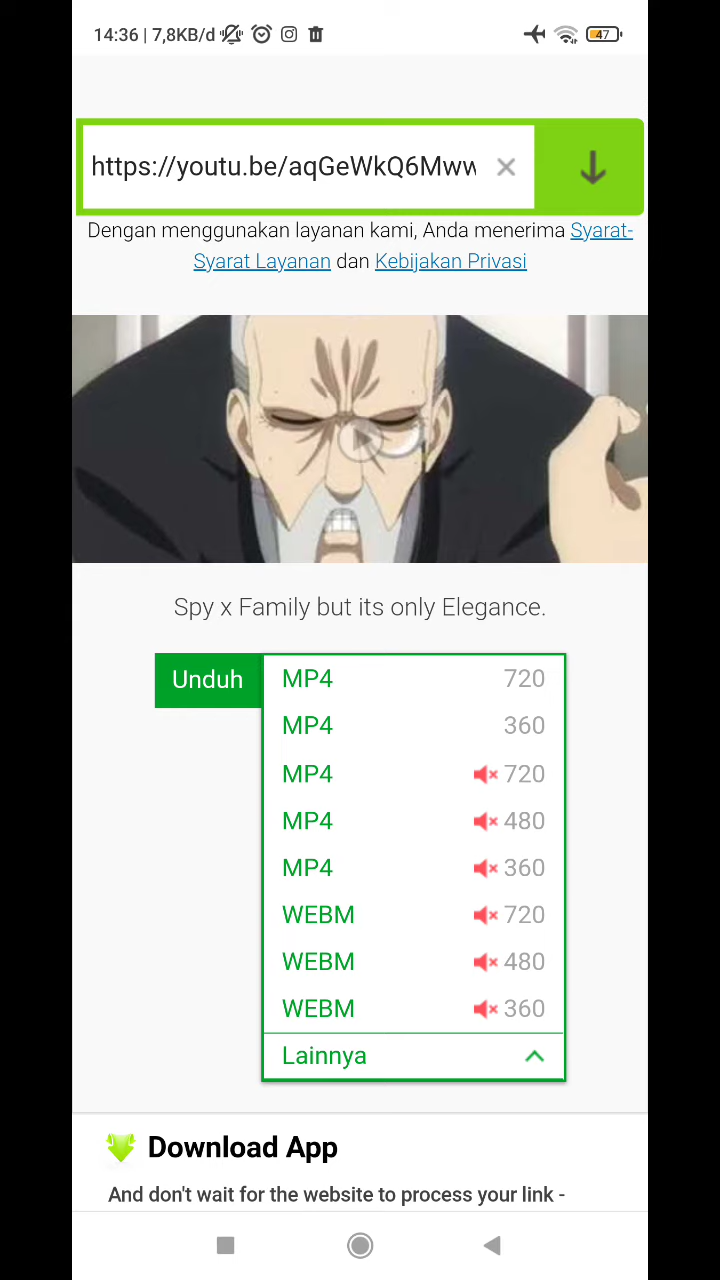 14:36 | 7,8KB/d
47
https://youtu.be/aqGeWkQ6Mww
Dengan menggunakan layanan kami, Anda menerima Syarat-
Syarat Layanan dan Kebijakan Privasi
Spy x Family but its only Elegance.
Unduh
MP4 720
MP4 360
MP4 720
MP4 480
MP4 360
WEBM 720
WEBM 480
WEBM 360
Lainnya
Download App
And don't wait for the website to process your link -